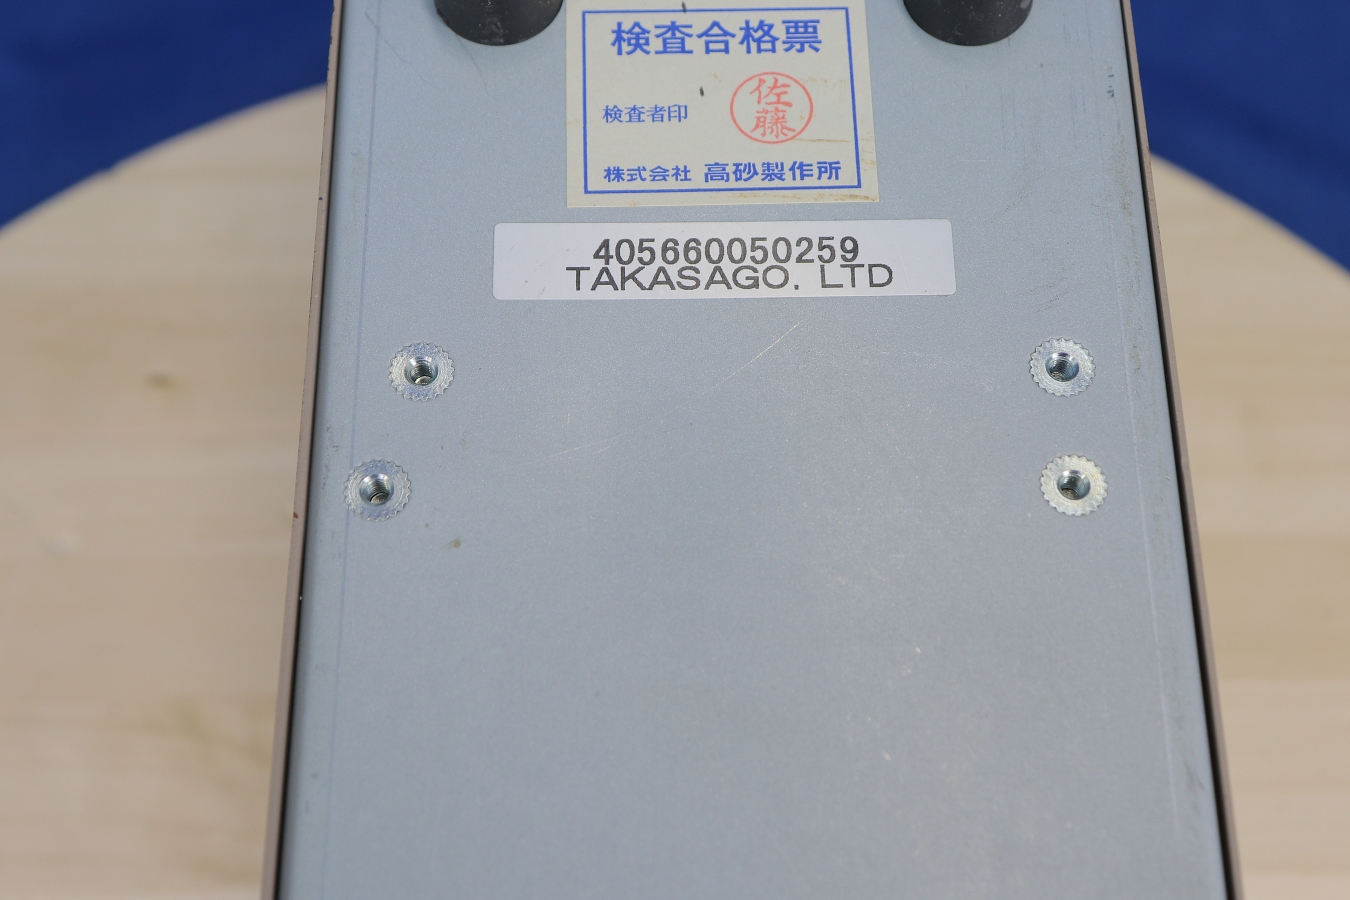 検査合格票
検査者印
佐藤
株式会社 高砂製作所
405660050259
TAKASAGO. LTD